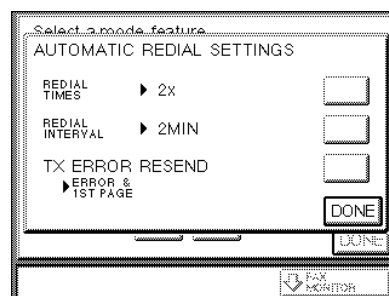 Select a mode feature
AUTOMATIC REDIAL SETTINGS
REDIAL
TIMES
2x
REDIAL
INTERVAL
2MIN
TX ERROR RESEND
ERROR &
1ST PAGE
DONE
DONE
FAX
MONITOR